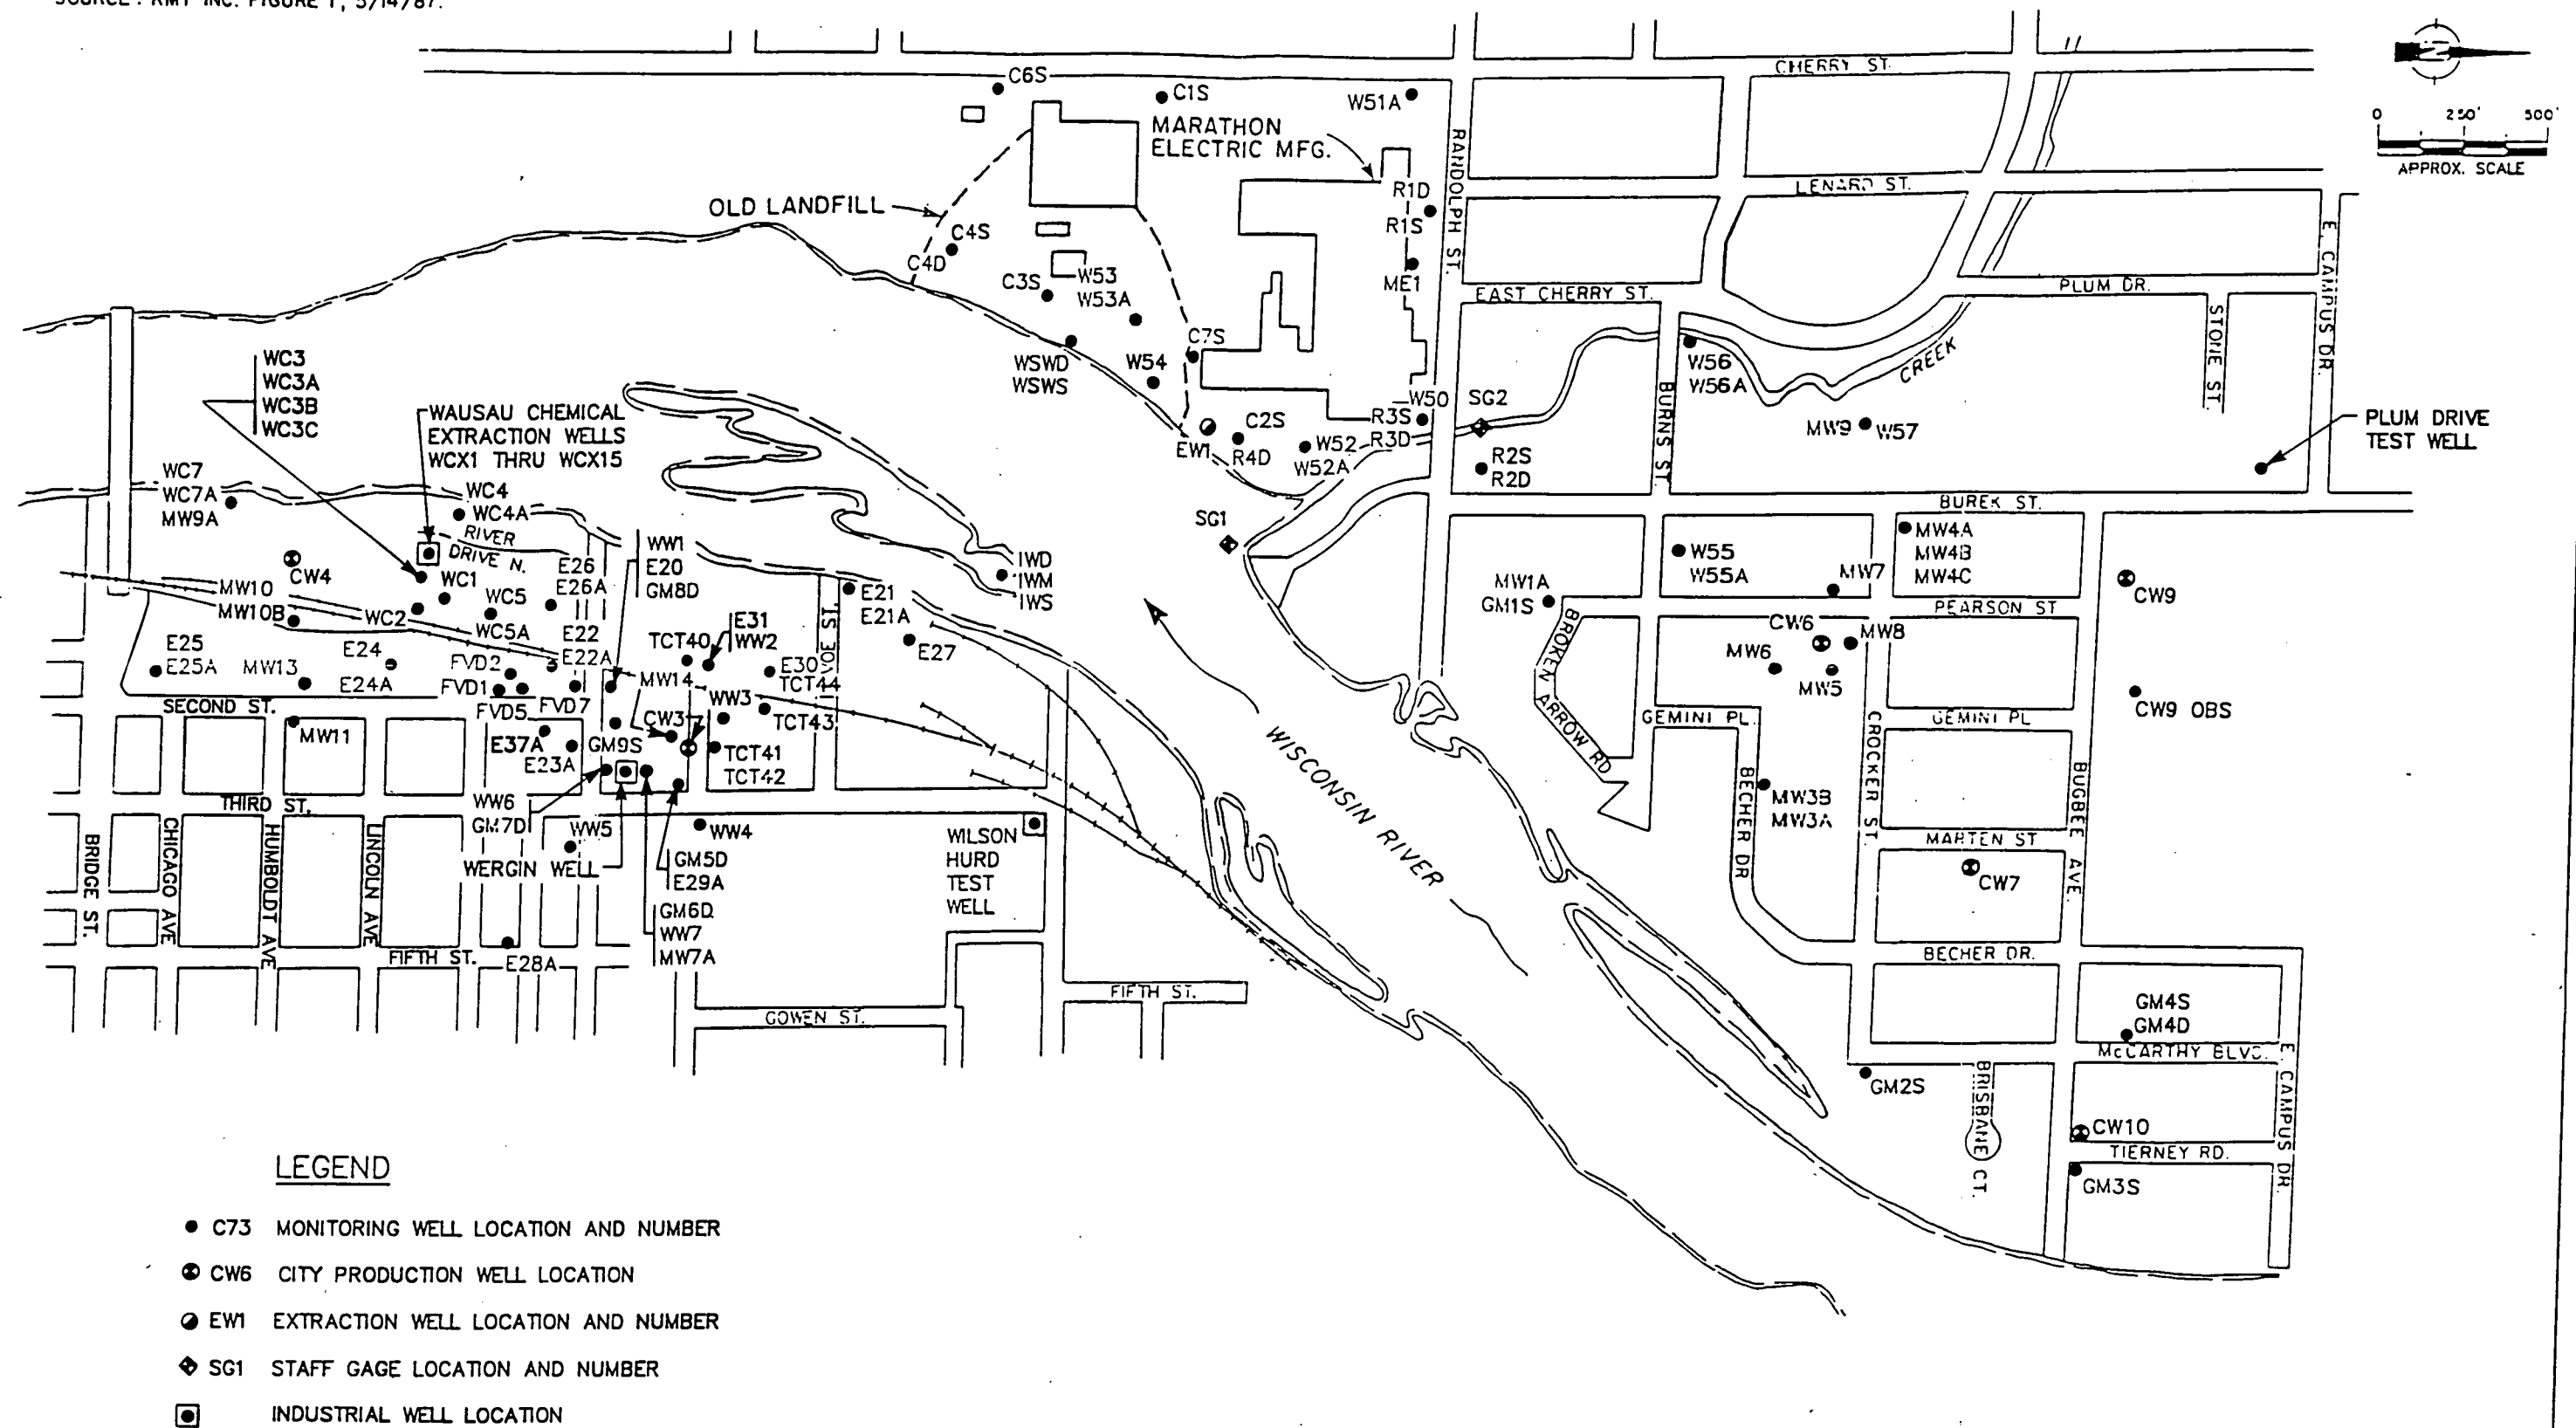 SOURCE: RMT INC. FIGURE 1, 5/14/87.
CHERRY ST.
C6S
C1S
W51A
MARATHON
ELECTRIC MFG.
0 250' 500'
APPROX. SCALE
RANDOLPH ST.
R1D
R1S
LENARD ST.
OLD LANDFILL
C4S
C4D
C3S
W53
W53A
ME1
EAST CHERRY ST.
PLUM DR.
STONE ST.
E. CAMPUS DR.
C7S
WSWD
WSWS
W54
W56
W56A
CREEK
BURNS ST.
WC3
WC3A
WC3B
WC3C
WAUSAU CHEMICAL
EXTRACTION WELLS
WCX1 THRU WCX15
W50
R3S
R3D
SG2
C2S
R4D
EW1
W52
W52A
R2S
R2D
MW9
W57
PLUM DRIVE
TEST WELL
WC7
WC7A
MW9A
WC4
WC4A
RIVER
DRIVE N.
BUREK ST.
SG1
WW1
E20
GM8D
E26
E26A
IWD
IWM
IWS
W55
W55A
MW4A
MW4B
MW4C
MW7
CW4
MW10
MW10B
WC1
WC2
WC5
WC5A
E22
E22A
E21
E21A
E27
MW1A
GM1S
PEARSON ST
CW9
BROKEN ARROW RD
CW6
MW8
MW6
MW5
E25
E25A
MW13
E24
E24A
FVD2
FVD1
FVD5
FVD7
TCT40
E31
WW2
E30
TCT44
MW14
WW3
TCT43
CW3
TCT41
TCT42
SECOND ST.
MW11
E37A
E23A
GM9S
GEMINI PL.
GEMINI PL
CROCKER ST.
CW9 OBS
BUGBEE AVE.
BECHER DR
MW3B
MW3A
WISCONSIN RIVER
THIRD ST.
WW6
GM7D
WW5
WERGIN WELL
WW4
GM5D
E29A
GM6D
WW7
MW7A
WILSON
HURD
TEST
WELL
MARTEN ST
CW7
BRIDGE ST.
CHICAGO AVE
HUMBOLDT AVE
LINCOLN AVE
FIFTH ST.
E28A
BECHER DR.
GOWEN ST.
FIFTH ST.
GM4S
GM4D
McCARTHY BLVD.
GM2S
BRISBANE CT.
CW10
TIERNEY RD.
GM3S
E. CAMPUS DR.
LEGEND
C73 MONITORING WELL LOCATION AND NUMBER
CW6 CITY PRODUCTION WELL LOCATION
EW1 EXTRACTION WELL LOCATION AND NUMBER
SG1 STAFF GAGE LOCATION AND NUMBER
INDUSTRIAL WELL LOCATION